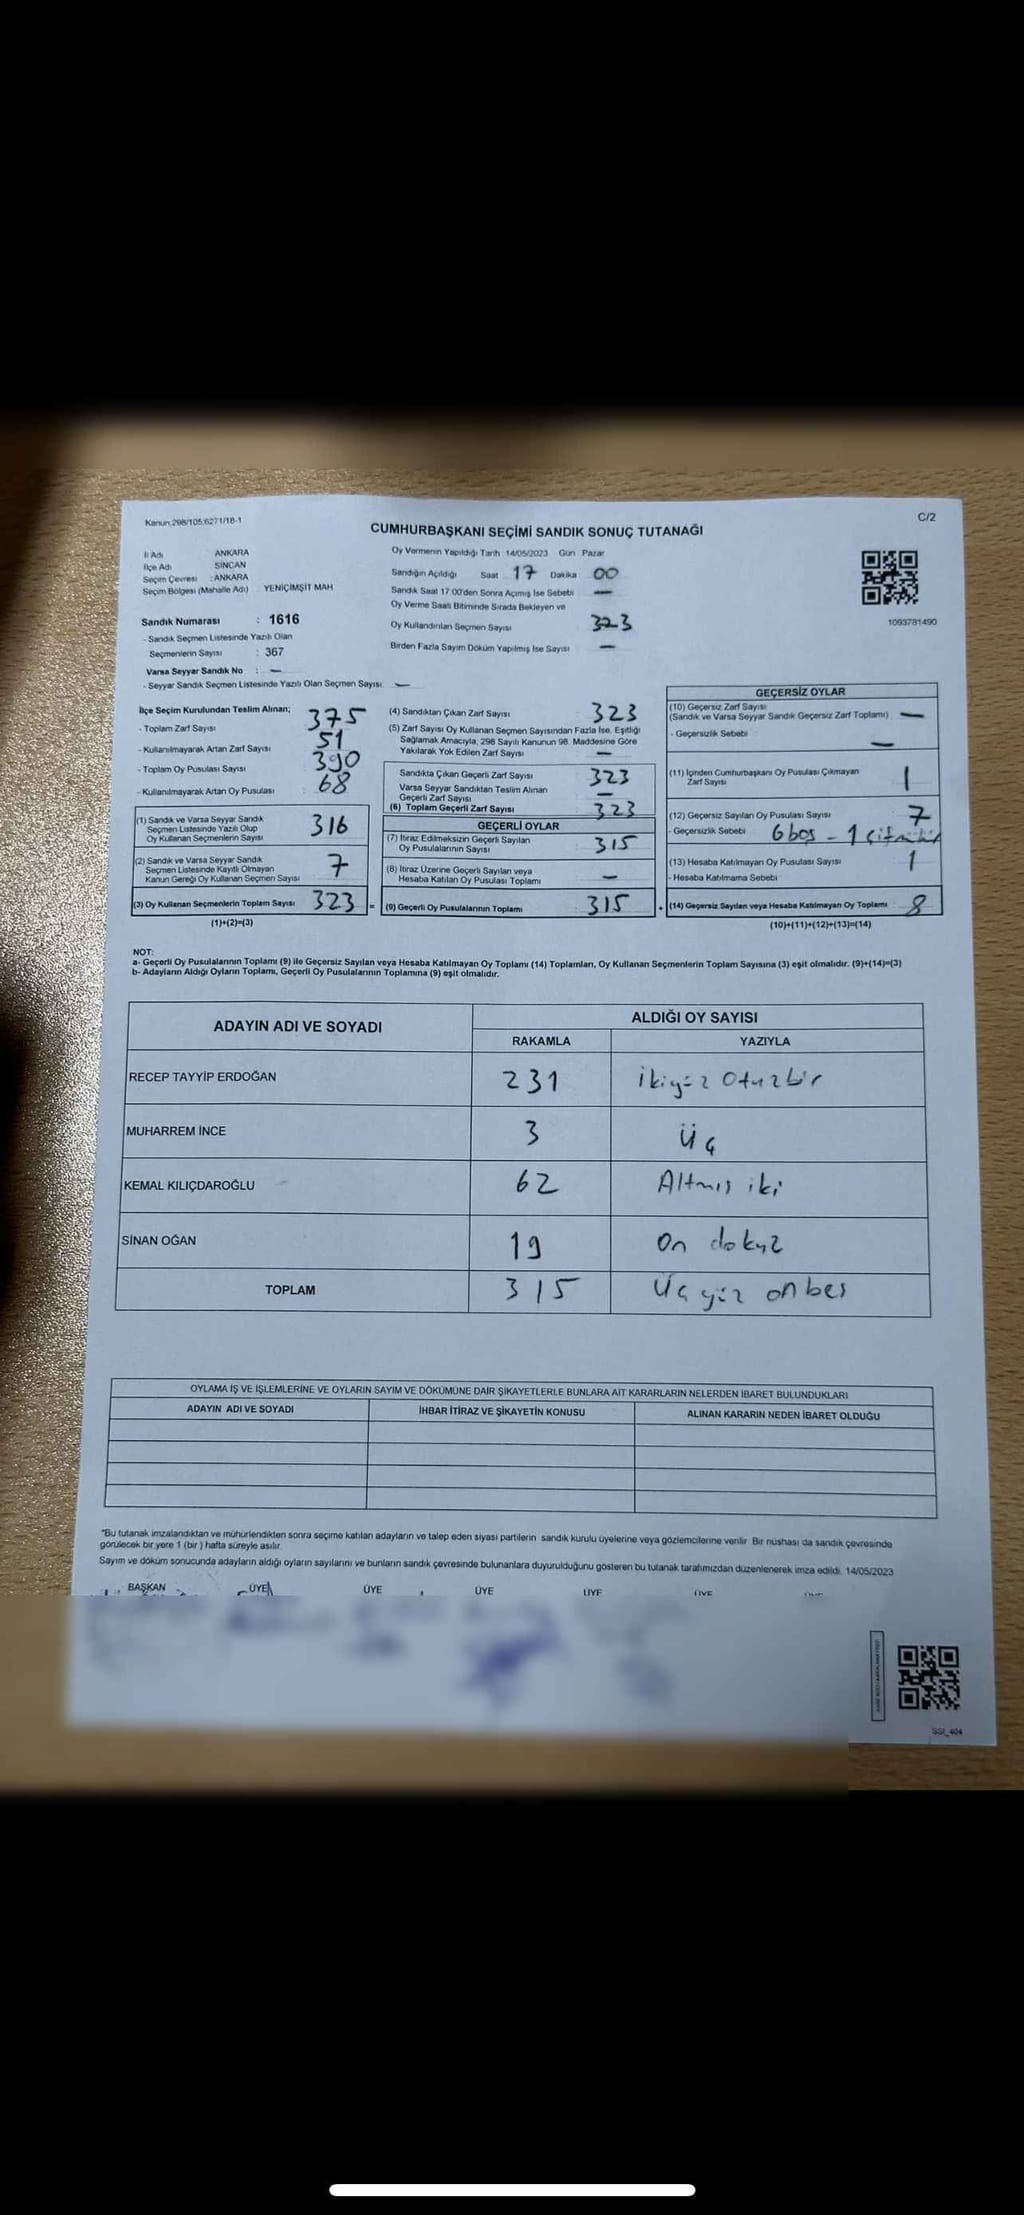 Kanun:298/105,6271/18-1
C/2
CUMHURBAŞKANI SEÇİMİ SANDIK SONUÇ TUTANAĞI
İl Adı ANKARA
İlçe Adı SİNCAN
Seçim Çevresi : ANKARA
Seçim Bölgesi (Mahalle Adı) YENİÇİMŞİT MAH
Sandık Numarası : 1616
- Sandık Seçmen Listesinde Yazılı Olan
Seçmenlerin Sayısı : 367
Varsa Seyyar Sandık No : —
- Seyyar Sandık Seçmen Listesinde Yazılı Olan Seçmen Sayısı: —
Oy Vermenin Yapıldığı Tarih :14/05/2023 Gün : Pazar
Sandığın Açıldığı Saat : 17 Dakika 00
Sandık Saat 17.00'den Sonra Açımış İse Sebebi —
Oy Verme Saati Bitiminde Sırada Bekleyen ve
Oy Kullandırılan Seçmen Sayısı 323
Birden Fazla Sayım Döküm Yapılmış İse Sayısı —
1093781490
İlçe Seçim Kurulundan Teslim Alınan;
- Toplam Zarf Sayısı 375
- Kullanılmayarak Artan Zarf Sayısı 51
- Toplam Oy Pusulası Sayısı 390
- Kullanılmayarak Artan Oy Pusulası : 68
(1) Sandık ve Varsa Seyyar Sandık
Seçmen Listesinde Yazılı Olup
Oy Kullanan Seçmenlerin Sayısı 316
(2) Sandık ve Varsa Seyyar Sandık
Seçmen Listesinde Kayıtlı Olmayan
Kanun Gereği Oy Kullanan Seçmen Sayısı 7
(3) Oy Kullanan Seçmenlerin Toplam Sayısı 323 =
(1)+(2)=(3)
(4) Sandıktan Çıkan Zarf Sayısı 323
(5) Zarf Sayısı Oy Kullanan Seçmen Sayısından Fazla İse, Eşitliği
Sağlamak Amacıyla, 298 Sayılı Kanunun 98. Maddesine Göre
Yakılarak Yok Edilen Zarf Sayısı —
Sandıkta Çıkan Geçerli Zarf Sayısı 323
Varsa Seyyar Sandıktan Teslim Alınan
Geçerli Zarf Sayısı —
(6) Toplam Geçerli Zarf Sayısı : 323
GEÇERLİ OYLAR
(7) İtiraz Edilmeksizin Geçerli Sayılan
Oy Pusulalarının Sayısı : 315
(8) İtiraz Üzerine Geçerli Sayılan veya
Hesaba Katılan Oy Pusulası Toplamı : —
(9) Geçerli Oy Pusulalarının Toplamı : 315
GEÇERSİZ OYLAR
(10) Geçersiz Zarf Sayısı
(Sandık ve Varsa Seyyar Sandık Geçersiz Zarf Toplamı) —
- Geçersizlik Sebebi —
(11) İçinden Cumhurbaşkanı Oy Pusulası Çıkmayan
Zarf Sayısı 1
(12) Geçersiz Sayılan Oy Pusulası Sayısı 7
- Geçersizlik Sebebi 6 boş - 1
(13) Hesaba Katılmayan Oy Pusulası Sayısı 1
- Hesaba Katılmama Sebebi
(14) Geçersiz Sayılan veya Hesaba Katılmayan Oy Toplamı 8
(10)+(11)+(12)+(13)=(14)
NOT:
a- Geçerli Oy Pusulalarının Toplamı (9) ile Geçersiz Sayılan veya Hesaba Katılmayan Oy Toplamı (14) Toplamları, Oy Kullanan Seçmenlerin Toplam Sayısına (3) eşit olmalıdır. (9)+(14)=(3)
b- Adayların Aldığı Oyların Toplamı, Geçerli Oy Pusulalarının Toplamına (9) eşit olmalıdır.
ADAYIN ADI VE SOYADI
ALDIĞI OY SAYISI
RAKAMLA YAZIYLA
RECEP TAYYİP ERDOĞAN 231 İkiyüz Otuzbir
MUHARREM İNCE 3 Üç
KEMAL KILIÇDAROĞLU 62 Altmış iki
SİNAN OĞAN 19 On dokuz
TOPLAM 315 Üç yüz onbeş
OYLAMA İŞ VE İŞLEMLERİNE VE OYLARIN SAYIM VE DÖKÜMÜNE DAİR ŞİKAYETLERLE BUNLARA AİT KARARLARIN NELERDEN İBARET BULUNDUKLARI
ADAYIN ADI VE SOYADI İHBAR İTİRAZ VE ŞİKAYETİN KONUSU ALINAN KARARIN NEDEN İBARET OLDUĞU
"Bu tutanak imzalandıktan ve mühürlendikten sonra seçime katılan adayların ve talep eden siyasi partilerin sandık kurulu üyelerine veya gözlemcilerine verilir. Bir nüshası da sandık çevresinde
görülecek bir yere 1 (bir ) hafta süreyle asılır.
Sayım ve döküm sonucunda adayların aldığı oyların sayılarını ve bunların sandık çevresinde bulunanlara duyurulduğunu gösteren bu tutanak tarafımızdan düzenlenerek imza edildi. 14/05/2023
BAŞKAN ÜYE ÜYE ÜYE ÜYE ÜYE
SSI_404